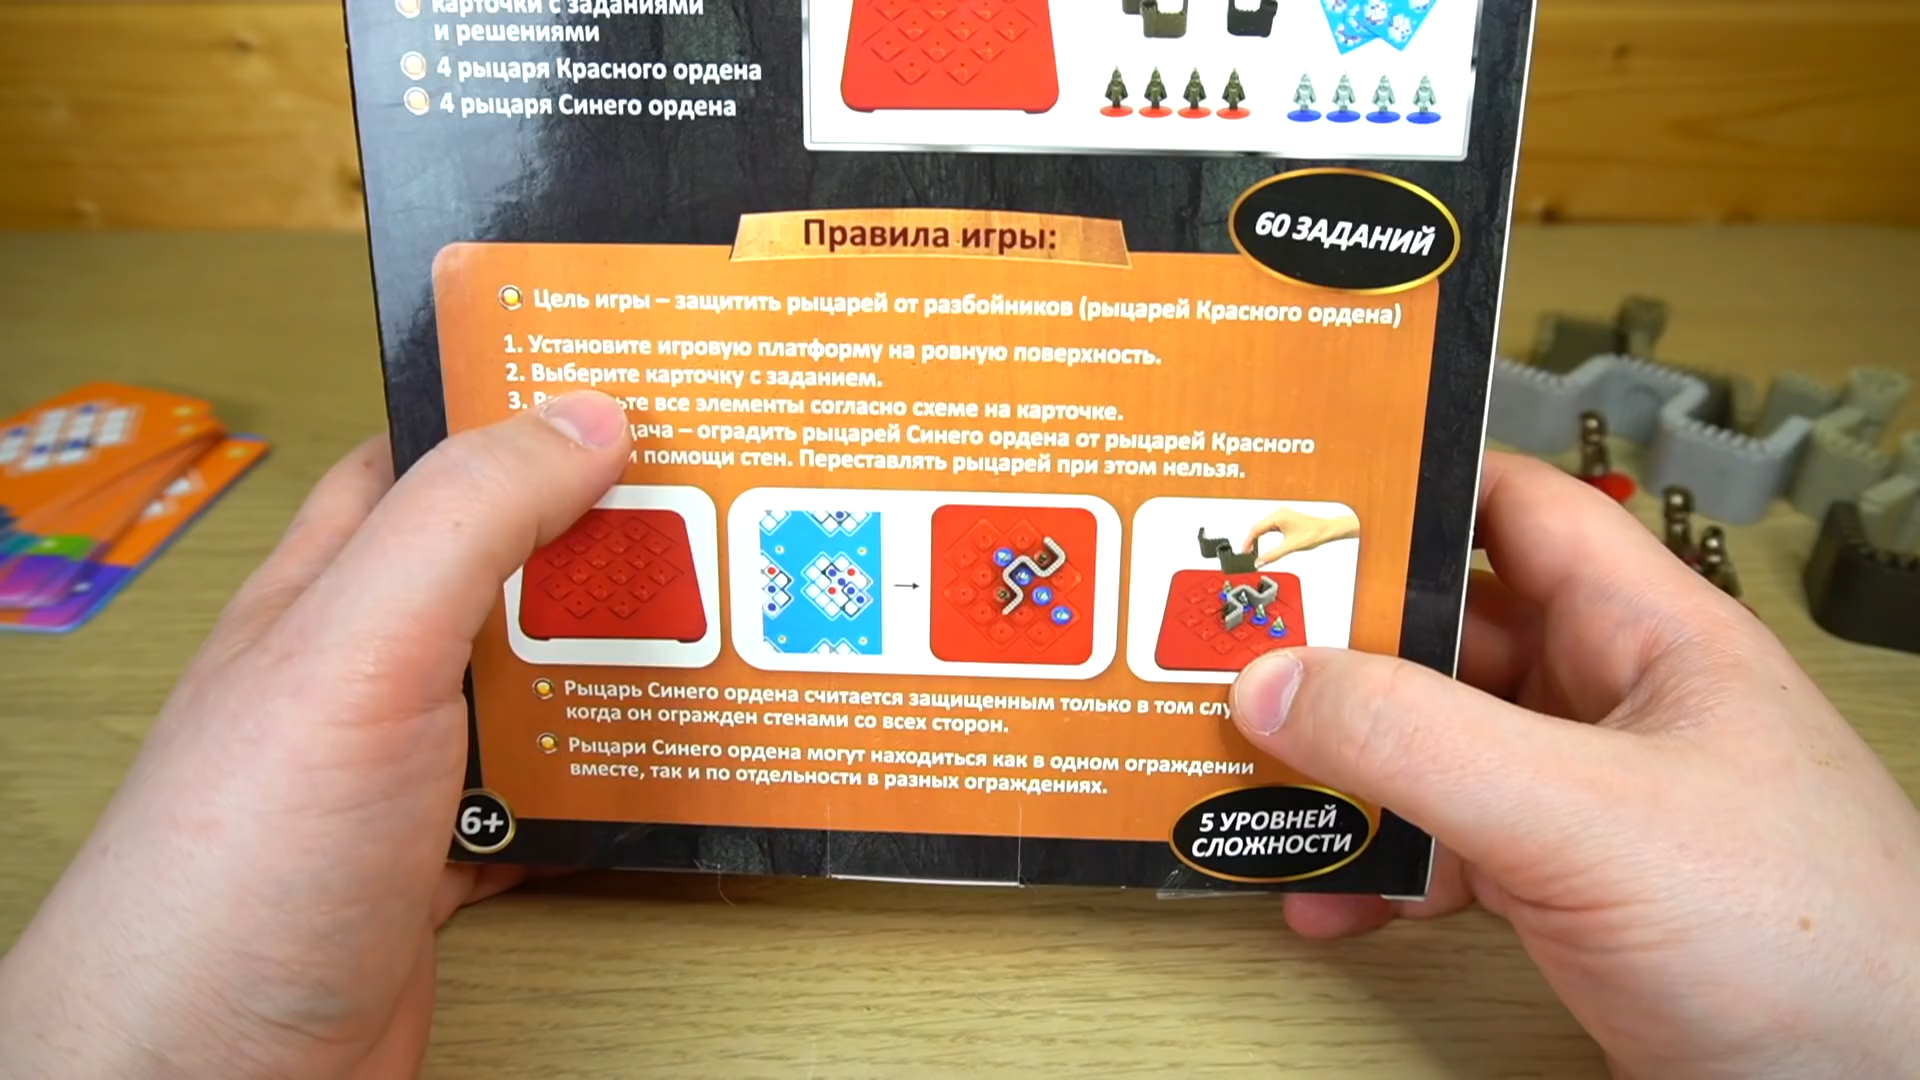 карточки с заданиями
и решениями
4 рыцаря Красного ордена
4 рыцаря Синего ордена
60 ЗАДАНИЙ
Правила игры:
Цель игры – защитить рыцарей от разбойников (рыцарей Красного ордена)
1. Установите игровую платформу на ровную поверхность.
2. Выберите карточку с заданием.
3. все элементы согласно схеме на карточке.
– оградить рыцарей Синего ордена от рыцарей Красного
помощи стен. Переставлять рыцарей при этом нельзя.
Рыцарь Синего ордена считается защищенным только в том
когда он огражден стенами со всех сторон.
Рыцари Синего ордена могут находиться как в одном ограждении
вместе, так и по отдельности в разных ограждениях.
6+
5 УРОВНЕЙ
СЛОЖНОСТИ